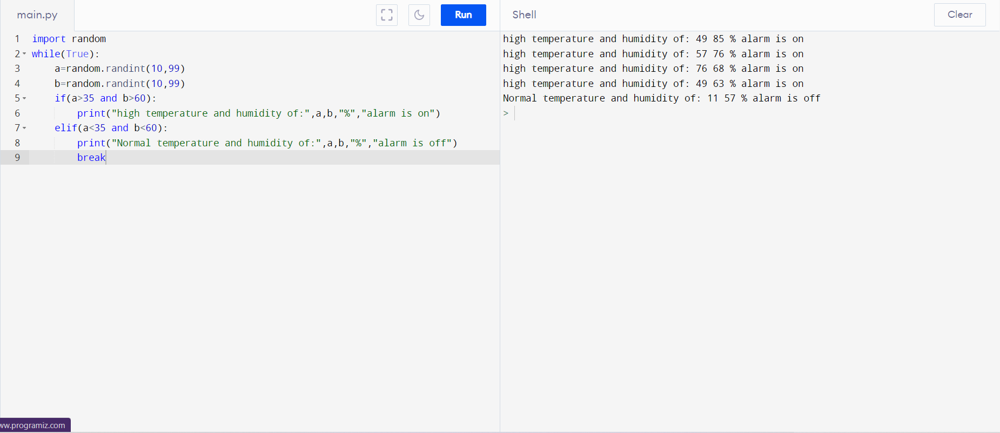 main.py
Run
1 import random
2 while(True):
3     a=random.randint(10,99)
4     b=random.randint(10,99)
5     if(a>35 and b>60):
6         print("high temperature and humidity of:",a,b,"%","alarm is on")
7     elif(a<35 and b<60):
8         print("Normal temperature and humidity of:",a,b,"%","alarm is off")
9         break
Shell
Clear
high temperature and humidity of: 49 85 % alarm is on
high temperature and humidity of: 57 76 % alarm is on
high temperature and humidity of: 76 68 % alarm is on
high temperature and humidity of: 49 63 % alarm is on
Normal temperature and humidity of: 11 57 % alarm is off
>
ww.programiz.com